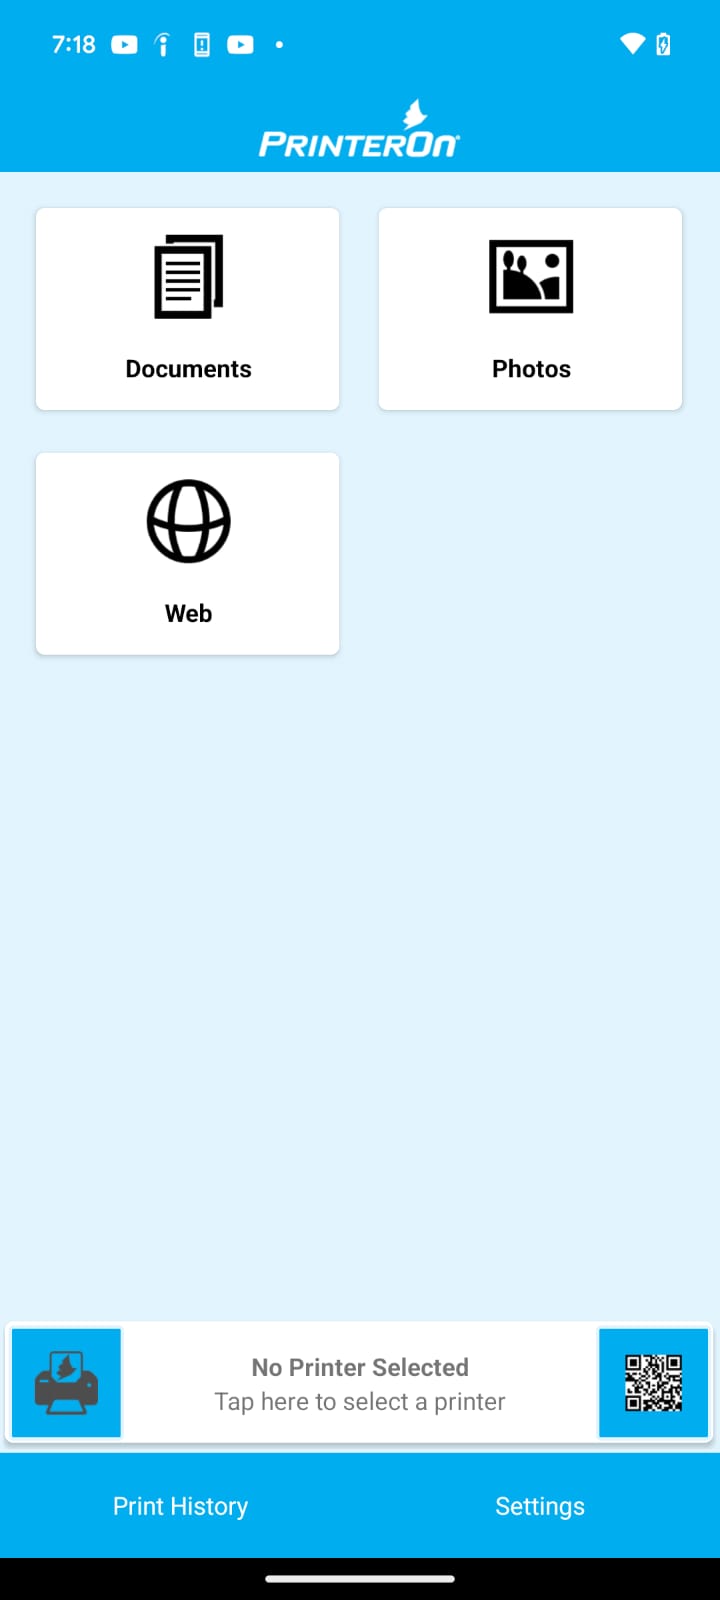 7:18
PRINTERON
Documents
Photos
Web
No Printer Selected
Tap here to select a printer
Print History
Settings